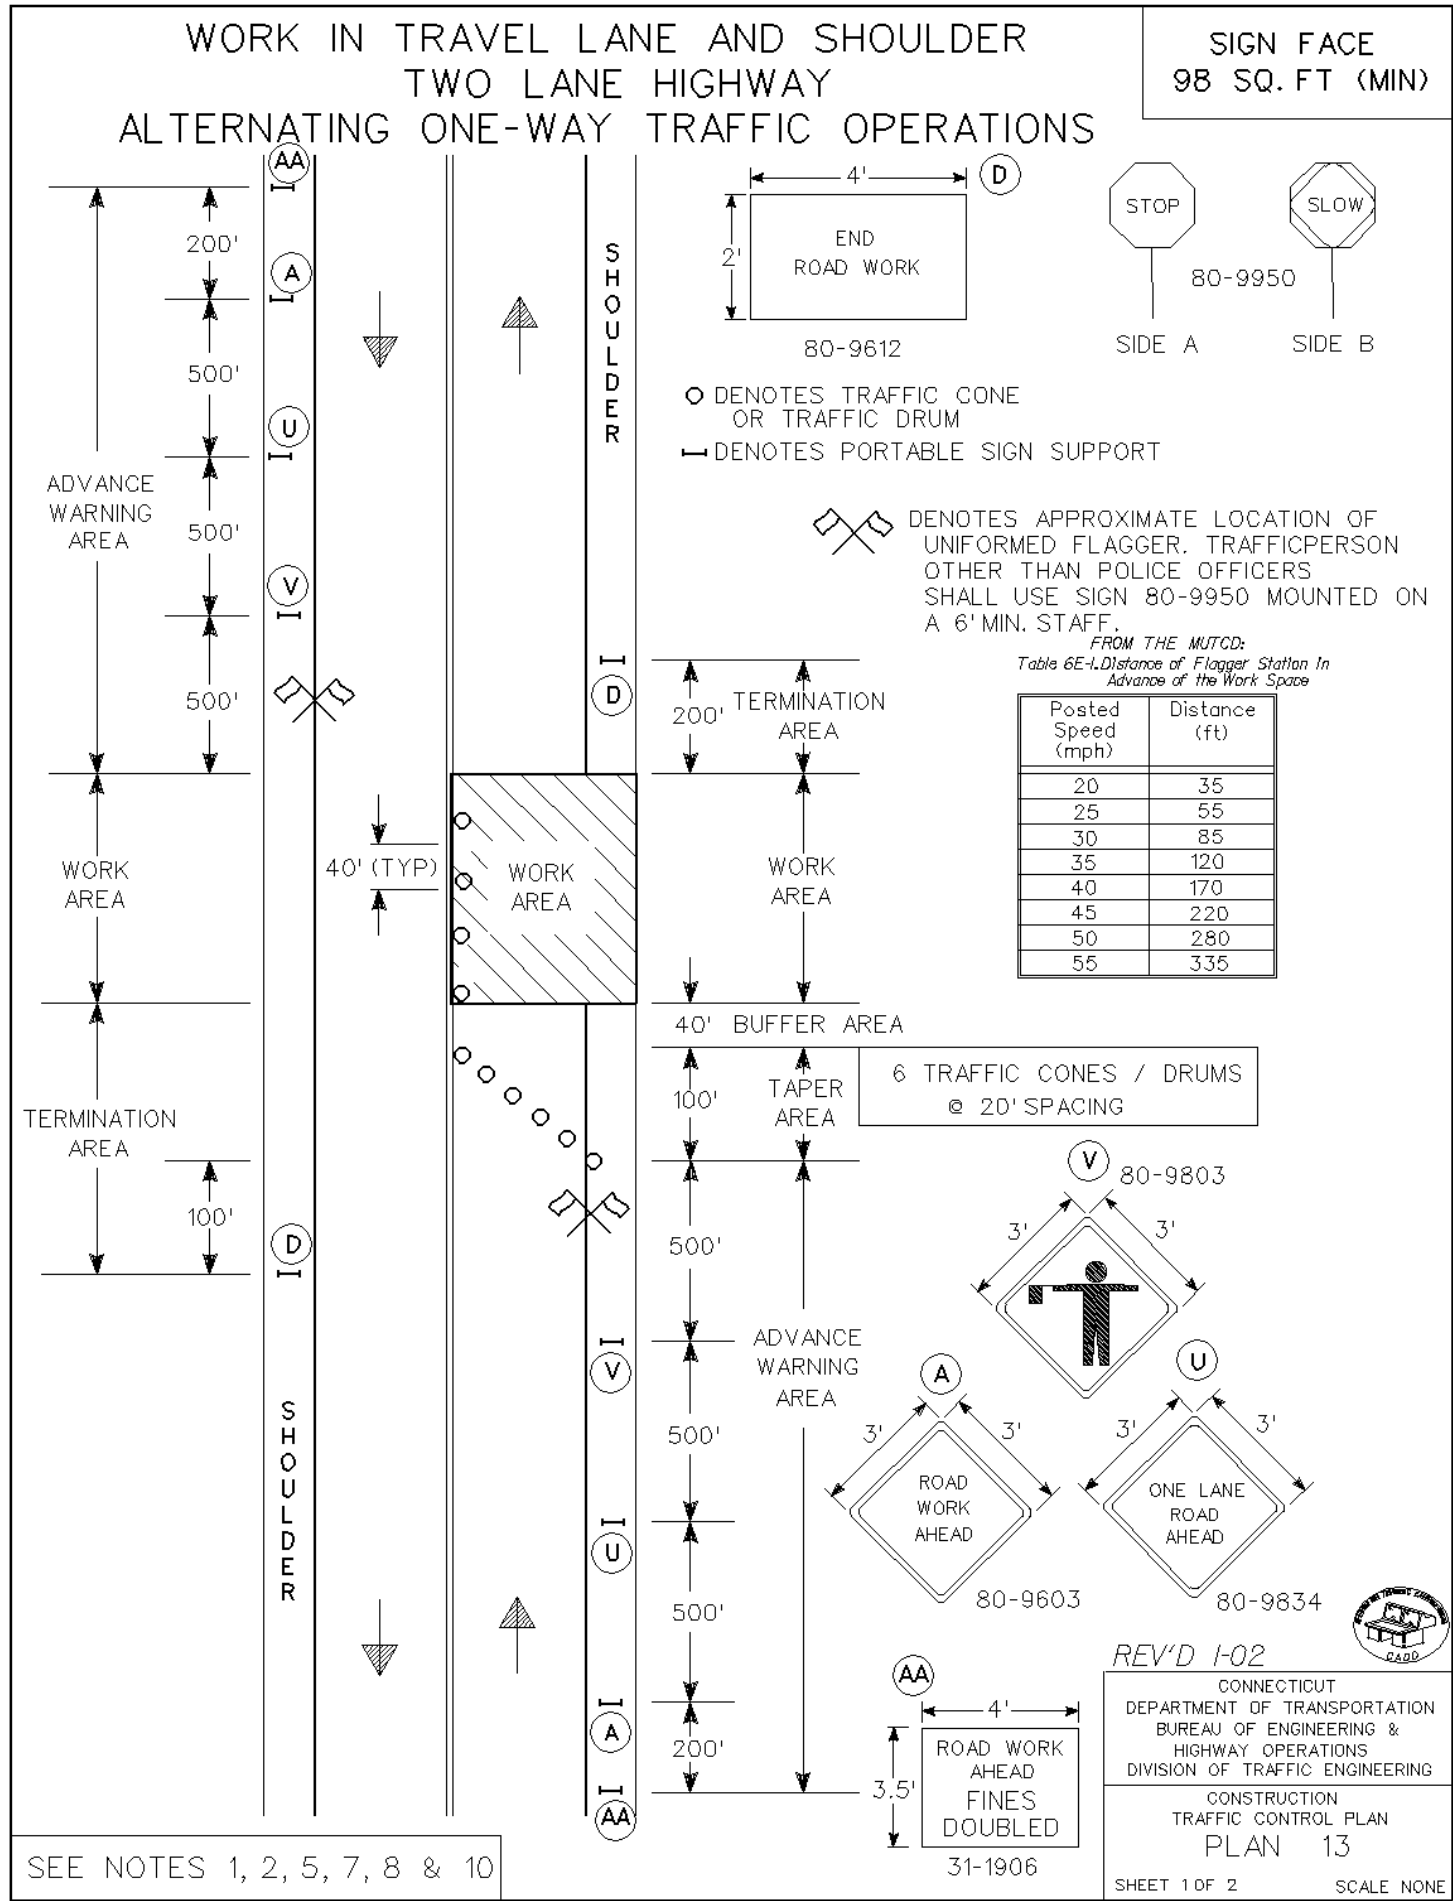 WORK IN TRAVEL LANE AND SHOULDER
TWO LANE HIGHWAY
ALTERNATING ONE-WAY TRAFFIC OPERATIONS
SIGN FACE
98 SQ. FT (MIN)
AA
200'
A
500'
U
500'
V
500'
ADVANCE
WARNING
AREA
WORK
AREA
TERMINATION
AREA
100'
D
SHOULDER
SHOULDER
40' (TYP)
WORK
AREA
D
200'
TERMINATION
AREA
WORK
AREA
40' BUFFER AREA
100'
TAPER
AREA
6 TRAFFIC CONES / DRUMS
@ 20' SPACING
500'
V
500'
U
500'
A
200'
AA
ADVANCE
WARNING
AREA
4'
D
2'
END
ROAD WORK
80-9612
STOP
SLOW
80-9950
SIDE A
SIDE B
DENOTES TRAFFIC CONE
OR TRAFFIC DRUM
DENOTES PORTABLE SIGN SUPPORT
DENOTES APPROXIMATE LOCATION OF
UNIFORMED FLAGGER. TRAFFICPERSON
OTHER THAN POLICE OFFICERS
SHALL USE SIGN 80-9950 MOUNTED ON
A 6' MIN. STAFF.
FROM THE MUTCD:
Table 6E-1. Distance of Flagger Station in
Advance of the Work Space
Posted Speed (mph) Distance (ft)
20 35
25 55
30 85
35 120
40 170
45 220
50 280
55 335
V
80-9803
3'
3'
A
3'
3'
ROAD
WORK
AHEAD
80-9603
U
3'
3'
ONE LANE
ROAD
AHEAD
80-9834
AA
4'
3.5'
ROAD WORK
AHEAD
FINES
DOUBLED
31-1906
CADD
REV'D 1-02
CONNECTICUT
DEPARTMENT OF TRANSPORTATION
BUREAU OF ENGINEERING &
HIGHWAY OPERATIONS
DIVISION OF TRAFFIC ENGINEERING
CONSTRUCTION
TRAFFIC CONTROL PLAN
PLAN 13
SHEET 1 OF 2 SCALE NONE
SEE NOTES 1, 2, 5, 7, 8 & 10